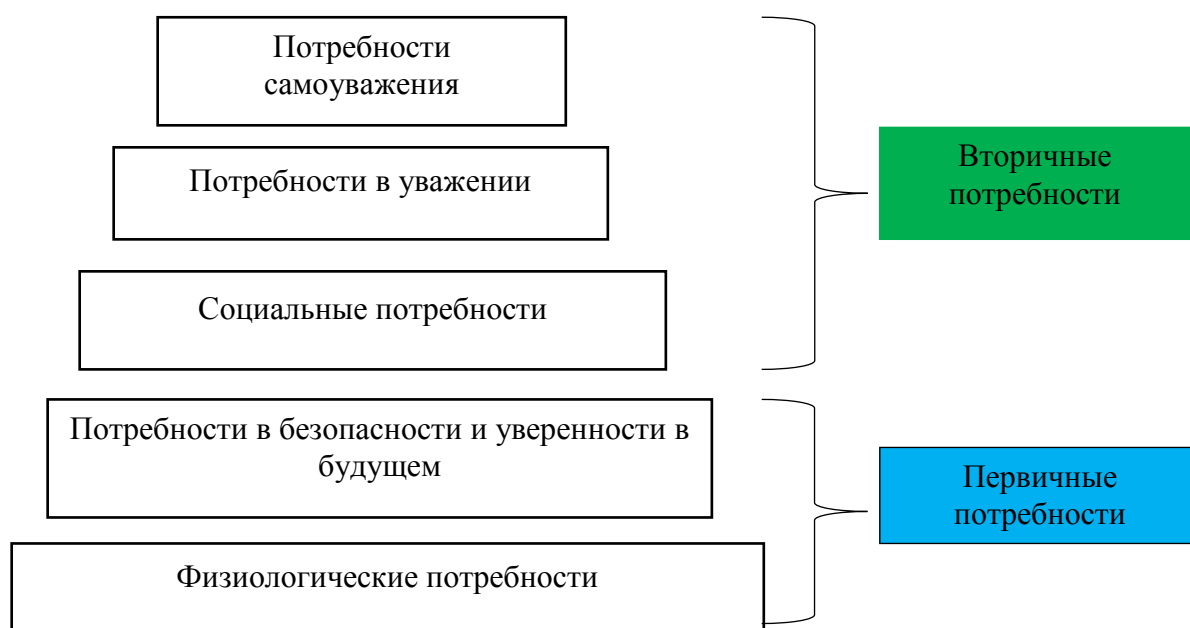 Потребности
самоуважения
Потребности в уважении
Вторичные
потребности
Социальные потребности
Потребности в безопасности и уверенности в
будущем
Первичные
потребности
Физиологические потребности